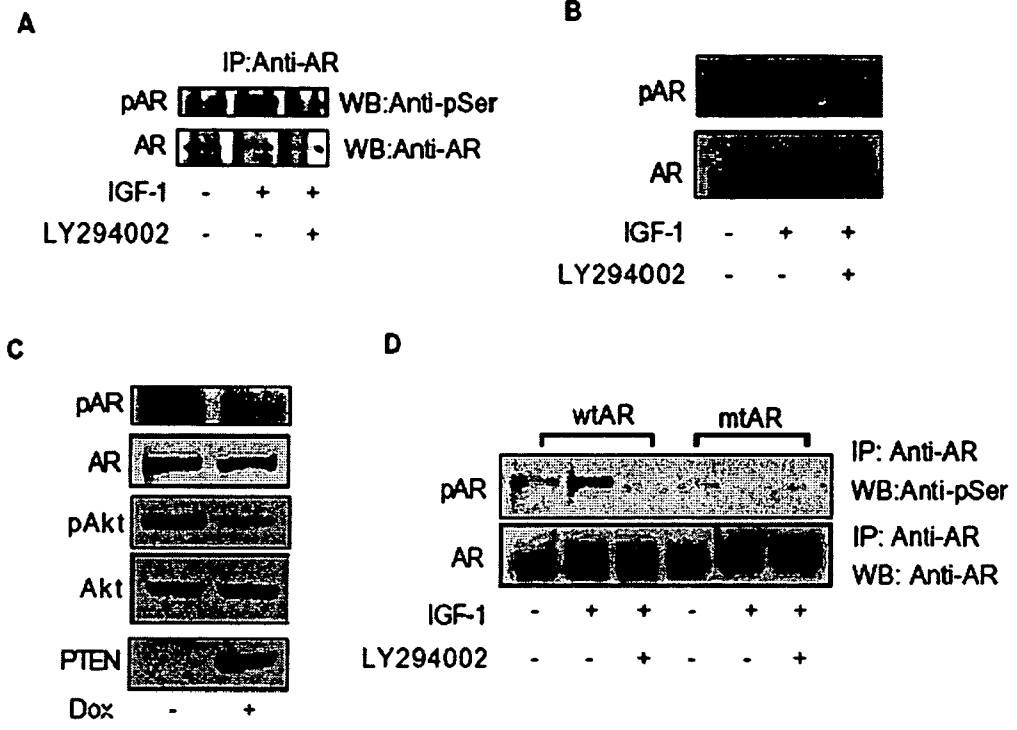 A
IP:Anti-AR
pAR WB:Anti-pSer
AR WB:Anti-AR
IGF-1 - + +
LY294002 - - +
B
pAR
AR
IGF-1 - + +
LY294002 - - +
C
pAR
AR
pAkt
Akt
PTEN
Dox - +
D
wtAR mtAR
IP: Anti-AR
pAR WB:Anti-pSer
IP: Anti-AR
AR WB: Anti-AR
IGF-1 - + + - + +
LY294002 - - + - - +